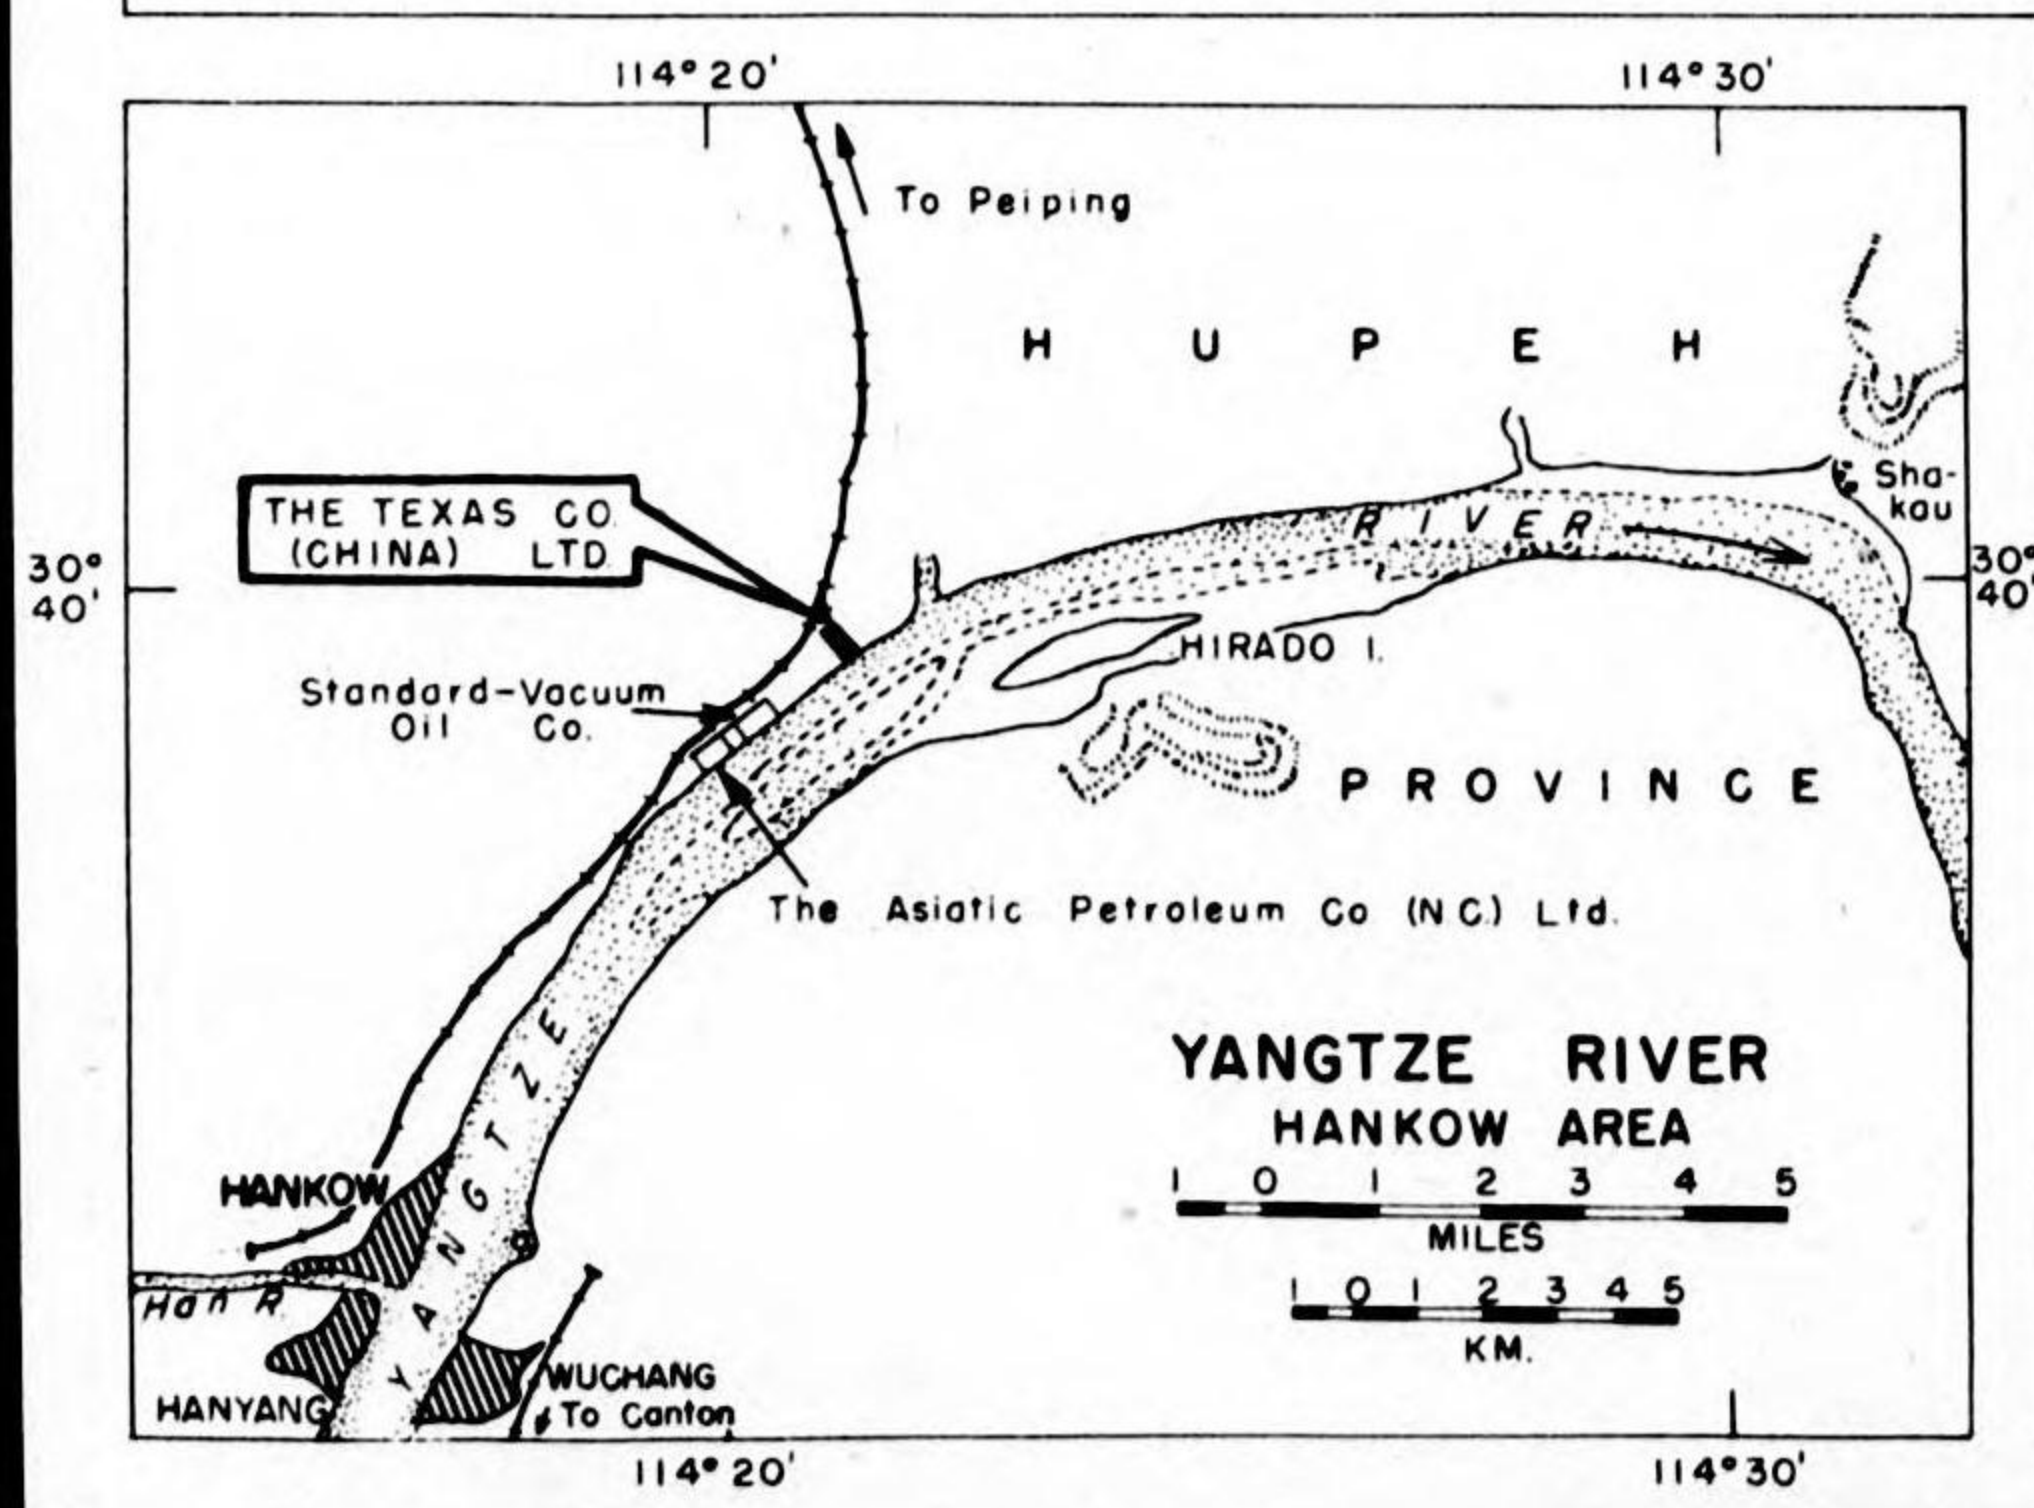 114° 20'
114° 30'
To Peiping
H U P E H
THE TEXAS CO.
(CHINA) LTD.
Sha-
kau
RIVER
30°
40'
30°
40'
HIRADO I.
Standard-Vacuum
Oil Co.
PROVINCE
The Asiatic Petroleum Co (N.C.) Ltd.
YANGTZE
YANGTZE RIVER
HANKOW AREA
1 0 1 2 3 4 5
MILES
1 0 1 2 3 4 5
KM.
HANKOW
Han R.
HANYANG
WUCHANG
To Canton
114° 20'
114° 30'